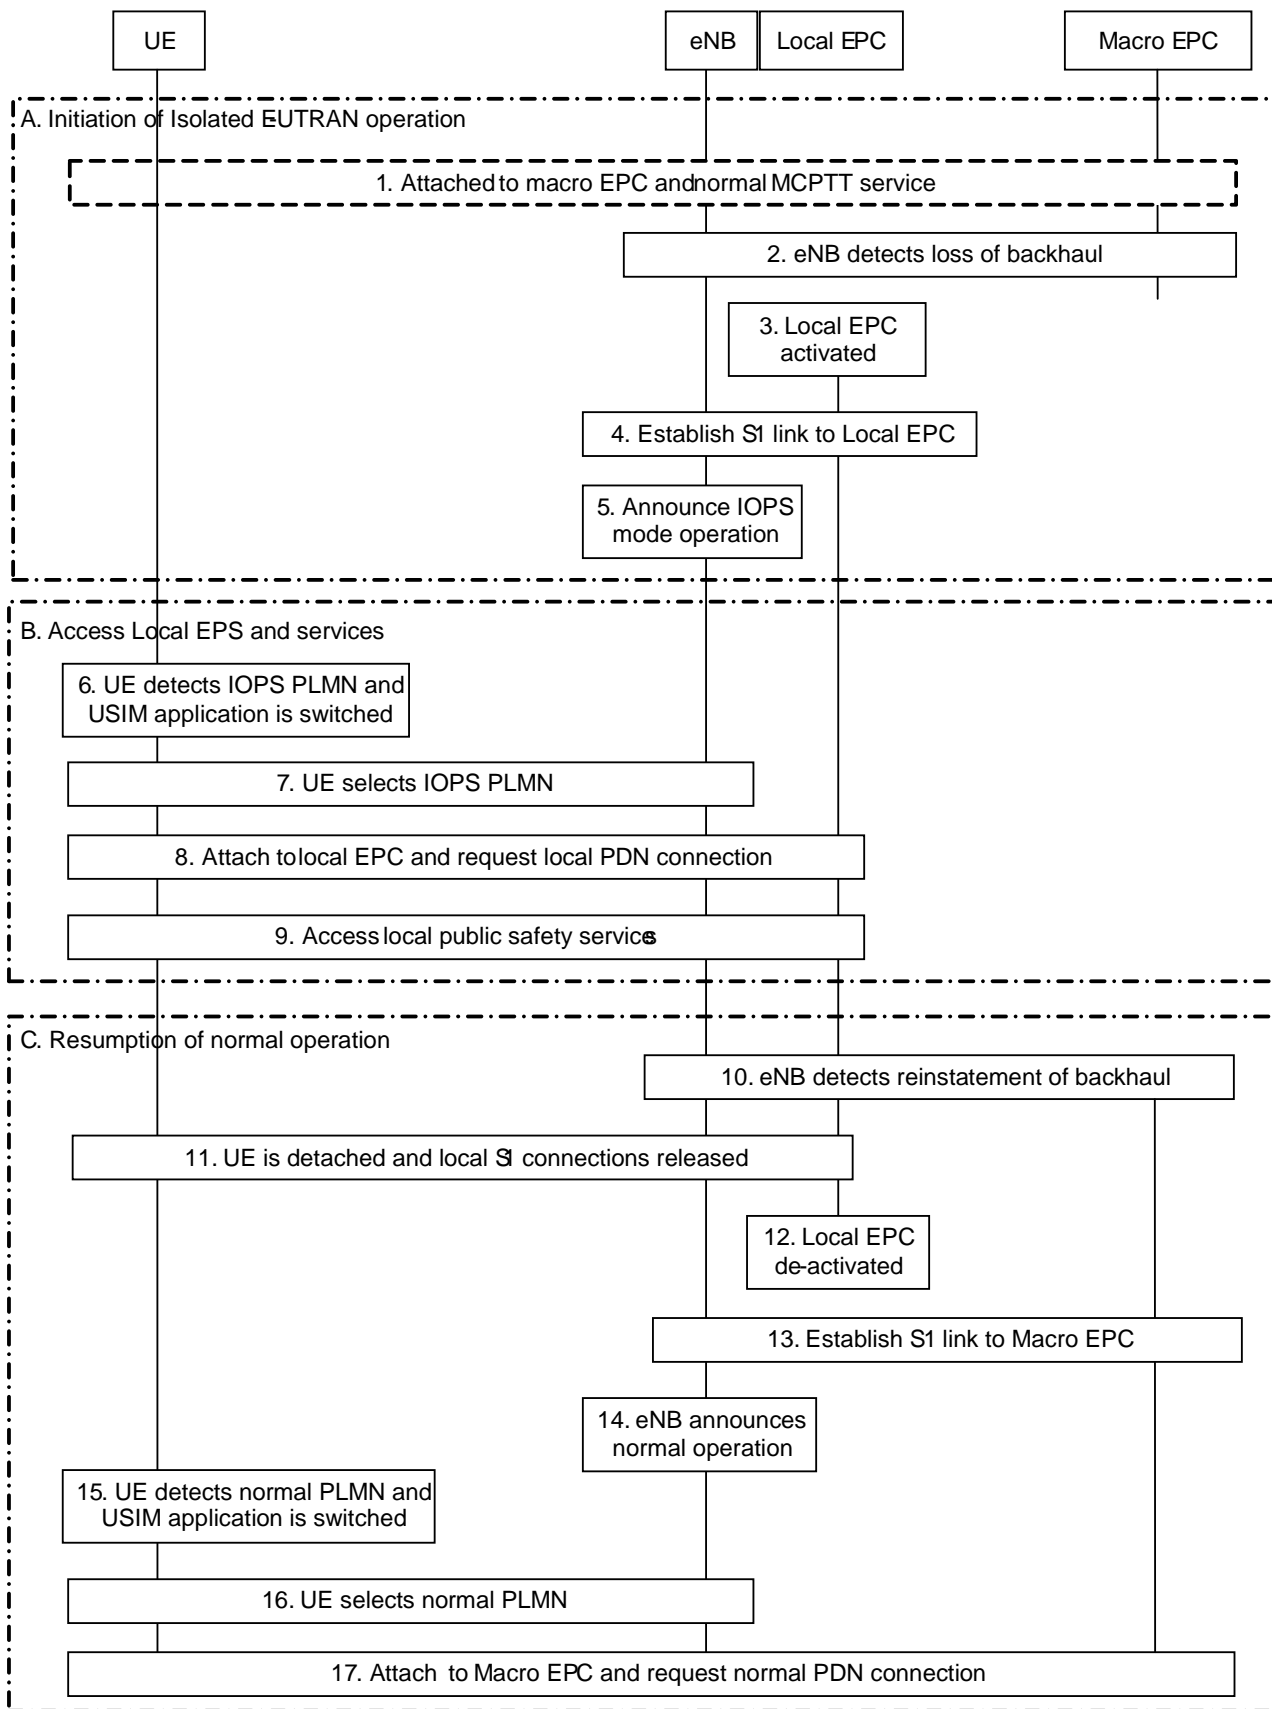 UE
eNB
Local EPC
Macro EPC
A. Initiation of Isolated E-UTRAN operation
1. Attached to macro EPC and normal MCPTT service
2. eNB detects loss of backhaul
3. Local EPC
activated
4. Establish S1 link to Local EPC
5. Announce IOPS
mode operation
B. Access Local EPS and services
6. UE detects IOPS PLMN and
USIM application is switched
7. UE selects IOPS PLMN
8. Attach to local EPC and request local PDN connection
9. Access local public safety services
C. Resumption of normal operation
10. eNB detects reinstatement of backhaul
11. UE is detached and local S1 connections released
12. Local EPC
de-activated
13. Establish S1 link to Macro EPC
14. eNB announces
normal operation
15. UE detects normal PLMN and
USIM application is switched
16. UE selects normal PLMN
17. Attach to Macro EPC and request normal PDN connection